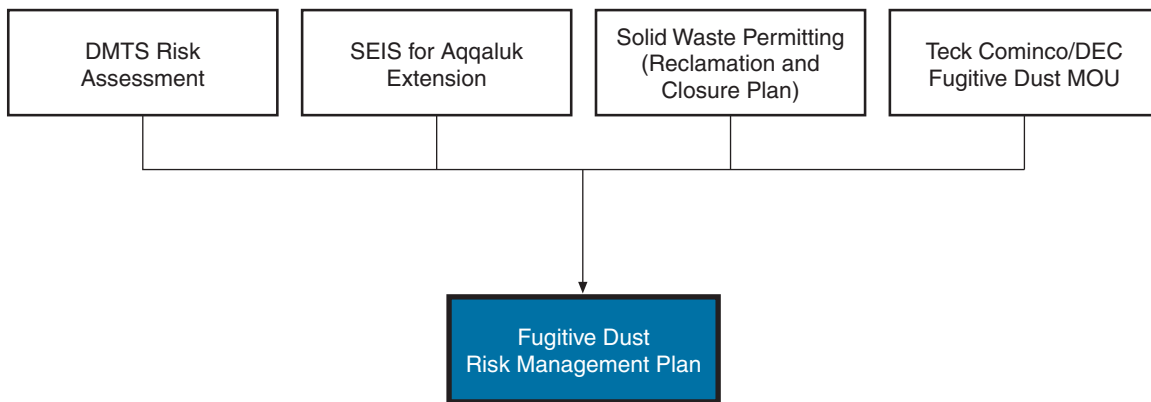 DMTS Risk
Assessment
SEIS for Aqqaluk
Extension
Solid Waste Permitting
(Reclamation and
Closure Plan)
Teck Cominco/DEC
Fugitive Dust MOU
Fugitive Dust
Risk Management Plan